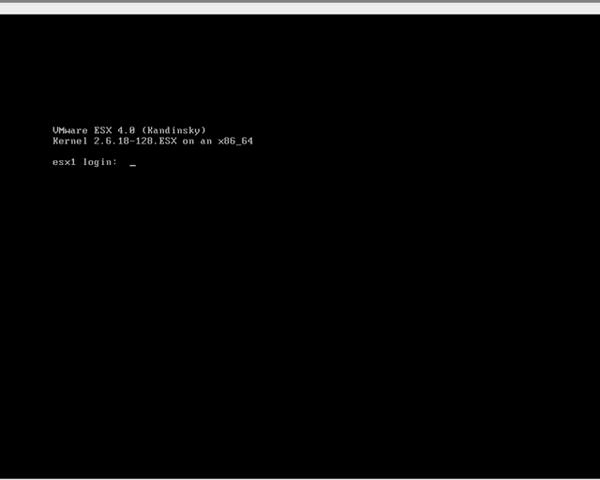 VMware ESX 4.0 (Kandinsky)
Kernel 2.6.18-128.ESX on an x86_64
esx1 login: _